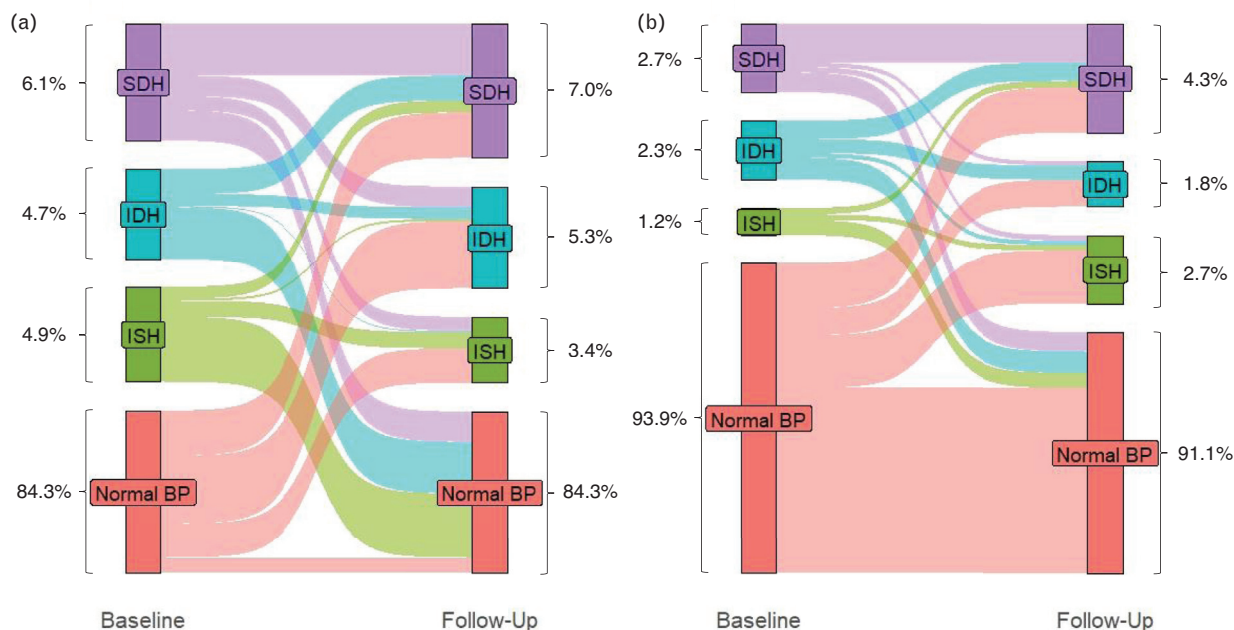 (a)
SDH
6.1%
IDH
4.7%
ISH
4.9%
Normal BP
84.3%
SDH
7.0%
IDH
5.3%
ISH
3.4%
Normal BP
84.3%
Baseline
Follow-Up
(b)
SDH
2.7%
IDH
2.3%
ISH
1.2%
Normal BP
93.9%
SDH
4.3%
IDH
1.8%
ISH
2.7%
Normal BP
91.1%
Baseline
Follow-Up